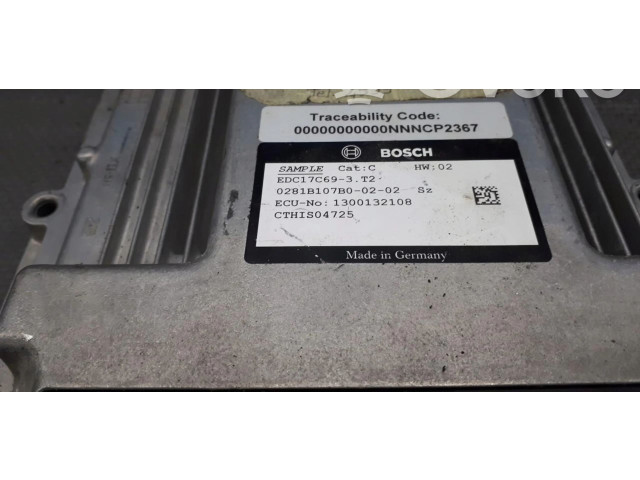 Traceability Code:
00000000000NNNCP2367
BOSCH
SAMPLE Cat:C HW:02
EDC17C69-3.T2
0281B107B0-02-02 Sz
ECU-No: 1300132108
CTHIS04725
Made in Germany